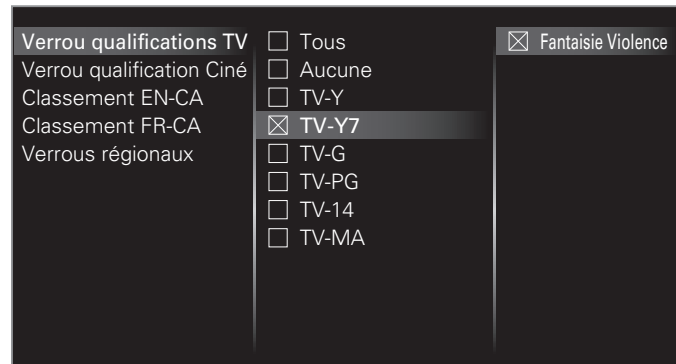 Verrou qualifications TV
Verrou qualification Ciné
Classement EN-CA
Classement FR-CA
Verrous régionaux
Tous
Aucune
TV-Y
TV-Y7
TV-G
TV-PG
TV-14
TV-MA
Fantaisie Violence